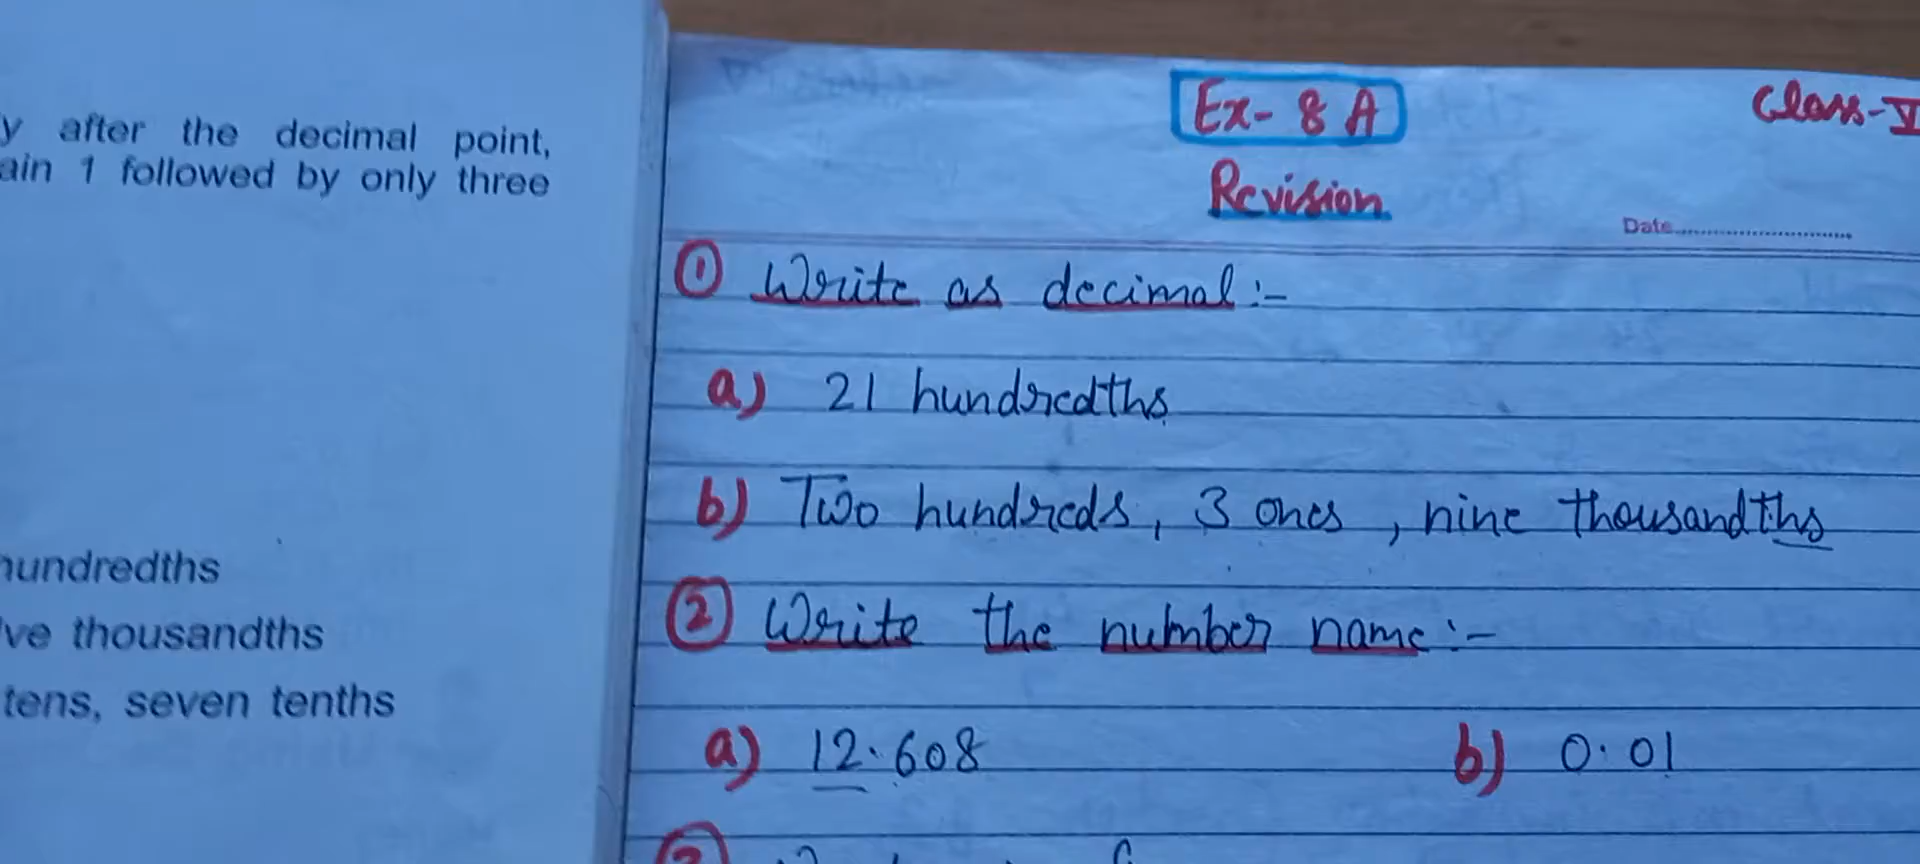 after the decimal point,
1 followed by only three
hundredths
thousandths
tens, seven tenths
Ex- 8 A
Class-V
Revision
Date
① Write as decimal:-
a) 21 hundredths
b) Two hundreds, 3 ones, nine thousandths
② Write the number name:-
a) 12.608 b) 0.01